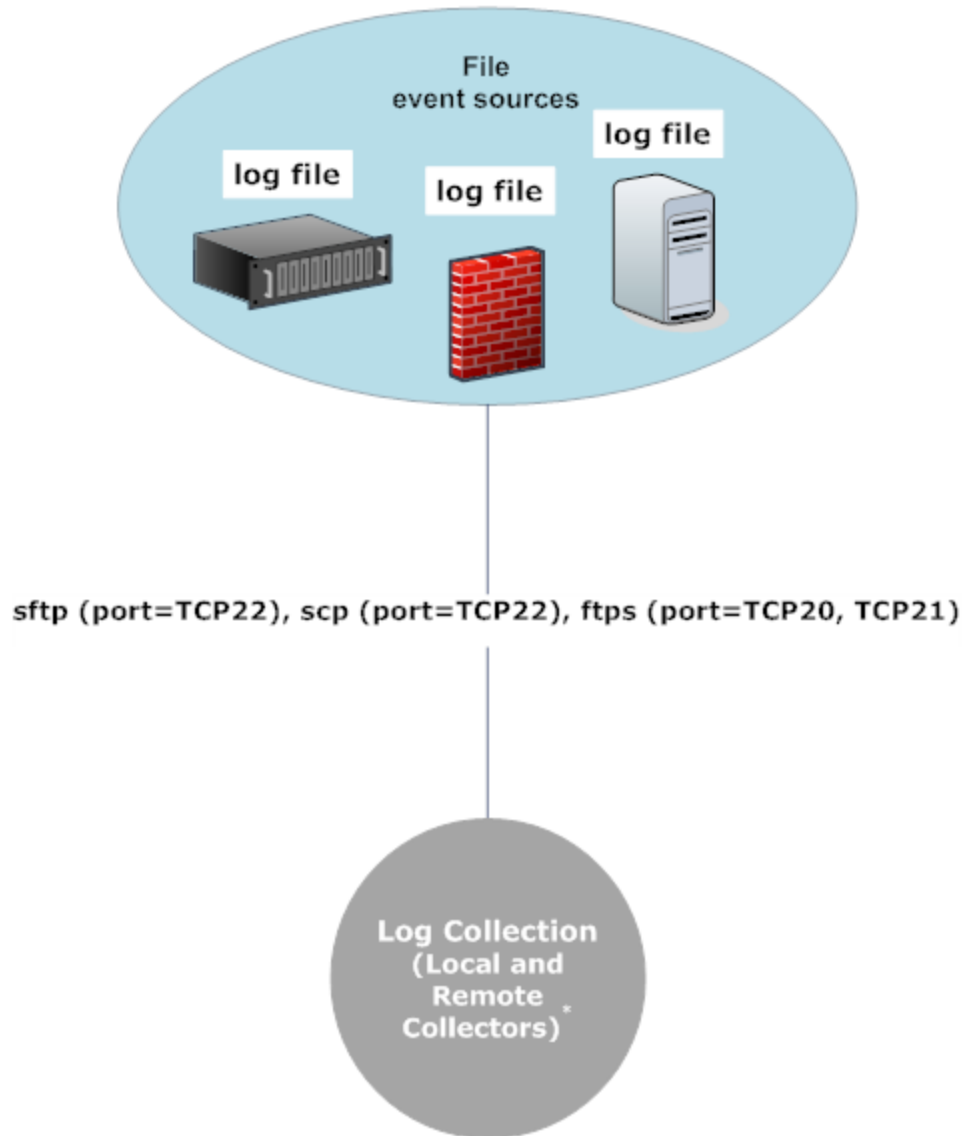 File
event sources
log file
log file
log file
sftp (port=TCP22), scp (port=TCP22), ftps (port=TCP20, TCP21)
Log Collection
(Local and
Remote
Collectors)*